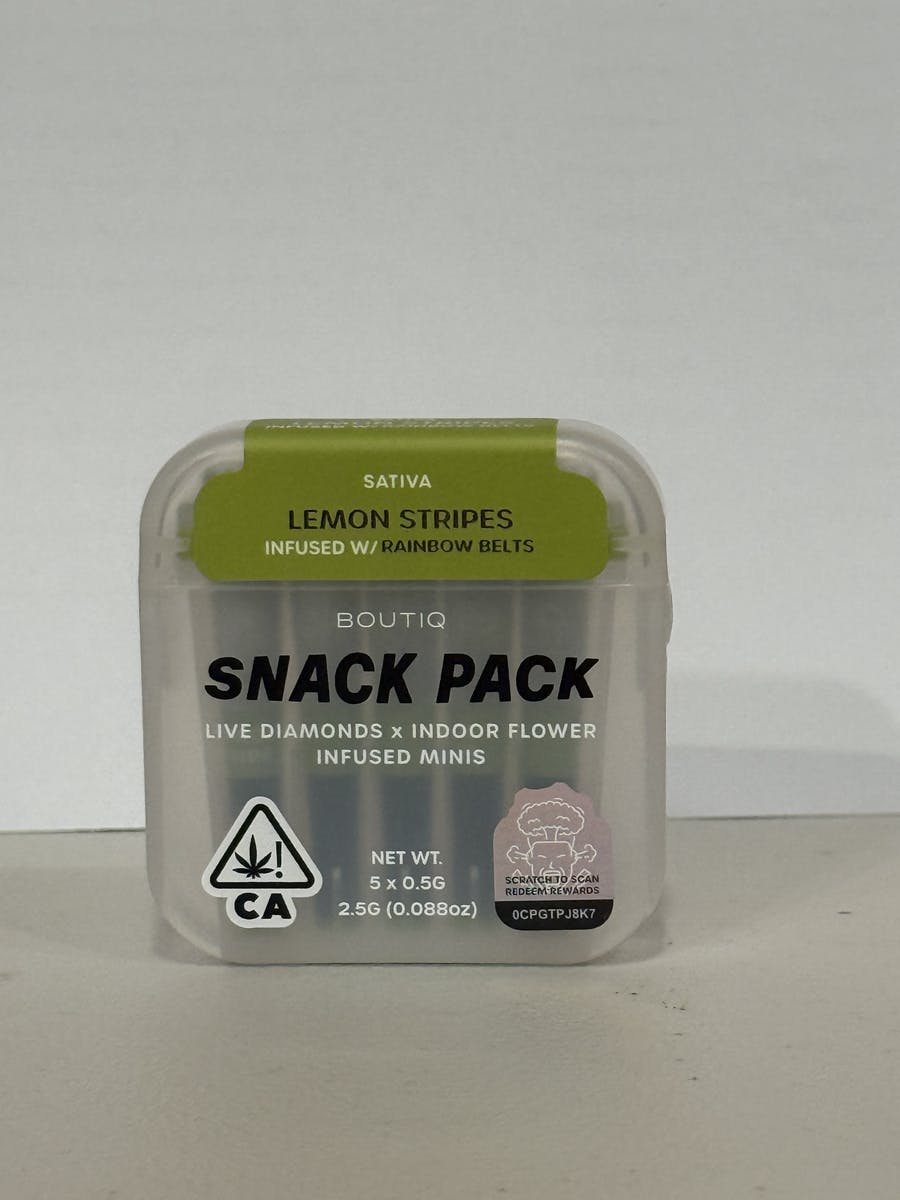 SATIVA
LEMON STRIPES
INFUSED W/ RAINBOW BELTS
BOUTIQ
SNACK PACK
LIVE DIAMONDS x INDOOR FLOWER
INFUSED MINIS
NET WT.
5 x 0.5G
2.5G (0.088oz)
!
CA
SCRATCH TO SCAN
REDEEM REWARDS
0CPGTPJ8K7